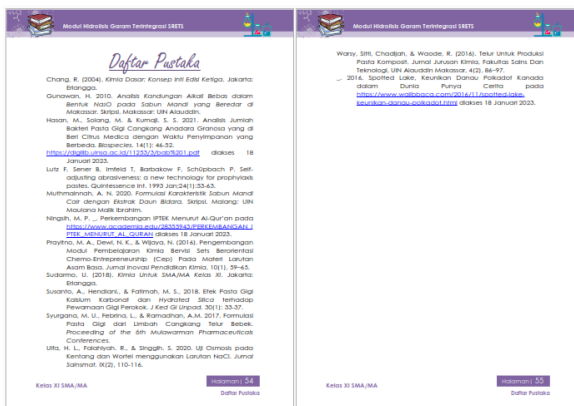 Modul Hidrolisis Garam Terintegrasi SRETS
Daftar Pustaka
Chang, R. (2004). Kimia Dasar: Konsep Inti Edisi Ketiga. Jakarta:
Erlangga.
Gunawan, H. 2010. Analisis Kandungan Alkali Bebas dalam
Bentuk NaO pada Sabun Mandi yang Beredar di
Makassar. Skripsi. Makassar: UIN Alauddin.
Hasan, M., Solang, M. & Kumaji, S. S. 2021. Analisis Jumlah
Bakteri Pasta Gigi Cangkang Anadara Granosa yang di
Beri Citrus Medica dengan Waktu Penyimpanan yang
Berbeda. Biospecies. 14(1): 46-52.
https://digilib.uinsa.ac.id/11253/3/bab%201.pdf diakses 18
Januari 2023.
Lutz F, Sener B, Imfeld T, Barbakow F, Schüpbach P. Self-
adjusting abrasiveness: a new technology for prophylaxis
pastes. Quintessence Int. 1993 Jan;24(1):53-63.
Muthmainnah, A. N. 2020. Formulasi Karakteristik Sabun Mandi
Cair dengan Ekstrak Daun Bidara. Skripsi. Malang: UIN
Maulana Malik Ibrahim.
Ningsih, M. P. _. Perkembangan IPTEK Menurut Al-Qur'an pada
https://www.academia.edu/28355943/PERKEMBANGAN_I
PTEK_MENURUT_AL_QURAN diakses 18 Januari 2023.
Prayitno, M. A., Dewi, N. K., & Wijaya, N. (2016). Pengembangan
Modul Pembelajaran Kimia Bervisi Sets Berorientasi
Chemo-Entrepreneurship (Cep) Pada Materi Larutan
Asam Basa. Jurnal Inovasi Pendidikan Kimia, 10(1), 59–65.
Sudarmo, U. (2018). Kimia Untuk SMA/MA Kelas XI. Jakarta:
Erlangga.
Susanto, A., Hendiani, & Fatimah, M. S., 2018. Efek Pasta Gigi
Kalsium Karbonat dan Hydrated Silica terhadap
Pewarnaan Gigi Perokok. J Ked Gi Unpad. 30(1): 33-37.
Syurgana, M. U., Febrina, L., & Ramadhan, A.M. 2017. Formulasi
Pasta Gigi dari Limbah Cangkang Telur Bebek.
Proceeding of the 6th Mulawarman Pharmaceuticals
Conferences.
Ulfa, H. L., Falahiyah, R., & Singgih, S. 2020. Uji Osmosis pada
Kentang dan Wortel menggunakan Larutan NaCl. Jurnal
Sainsmat. IX(2), 110-116.
Kelas XI SMA/MA
Halaman| 54
Daftar Pustaka
Modul Hidrolisis Garam Terintegrasi SRETS
Warsy, Sitti, Chadijah, & Waode, R. (2016). Telur Untuk Produksi
Pasta Komposit. Jurnal Jurusan Kimia, Fakultas Sains Dan
Teknologi, UIN Alauddin Makassar, 4(2), 86–97.
_. 2016. Spotted Lake, Keunikan Danau Polkadot Kanada
dalam Dunia Punya Cerita pada
https://www.wajibbaca.com/2016/11/spotted-lake-
keunikan-danau-polkadot.html diakses 18 Januari 2023.
Kelas XI SMA/MA
Halaman| 55
Daftar Pustaka